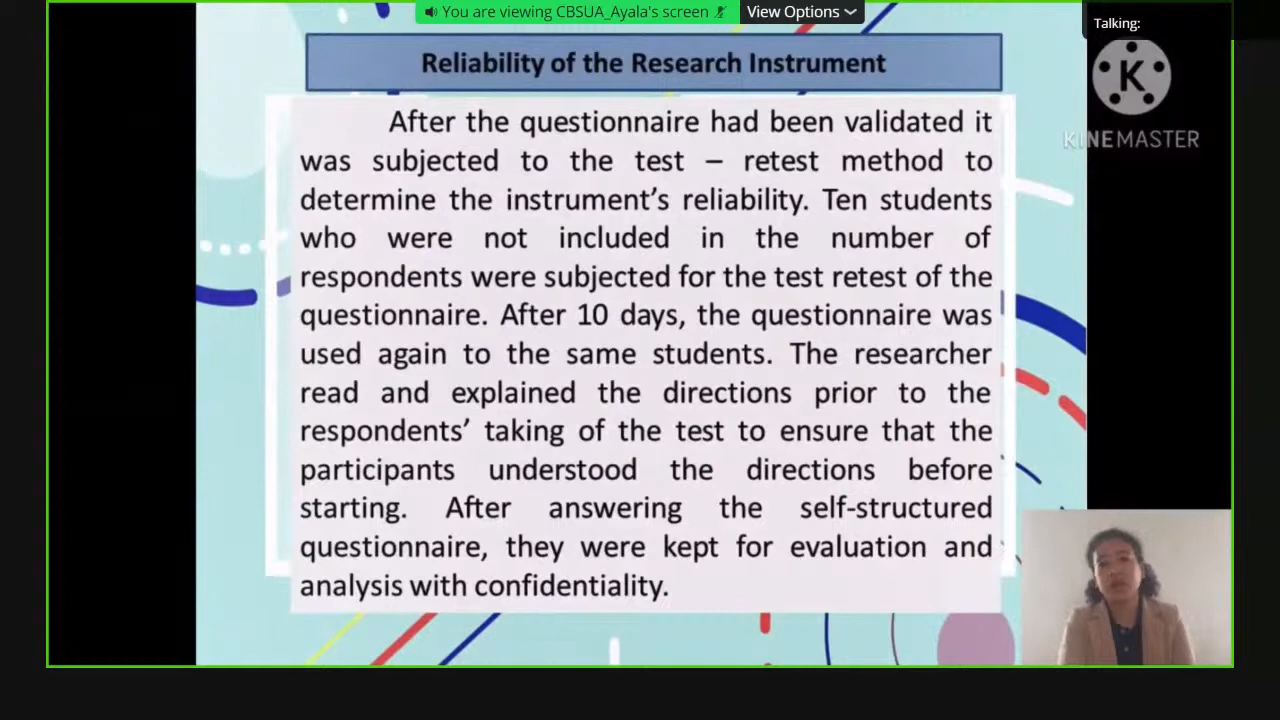 You are viewing CBSUA_Ayala's screen
View Options
Talking:
Reliability of the Research Instrument
K
KINEMASTER
After the questionnaire had been validated it
was subjected to the test – retest method to
determine the instrument's reliability. Ten students
who were not included in the number of
respondents were subjected for the test retest of the
questionnaire. After 10 days, the questionnaire was
used again to the same students. The researcher
read and explained the directions prior to the
respondents' taking of the test to ensure that the
participants understood the directions before
starting. After answering the self-structured
questionnaire, they were kept for evaluation and
analysis with confidentiality.